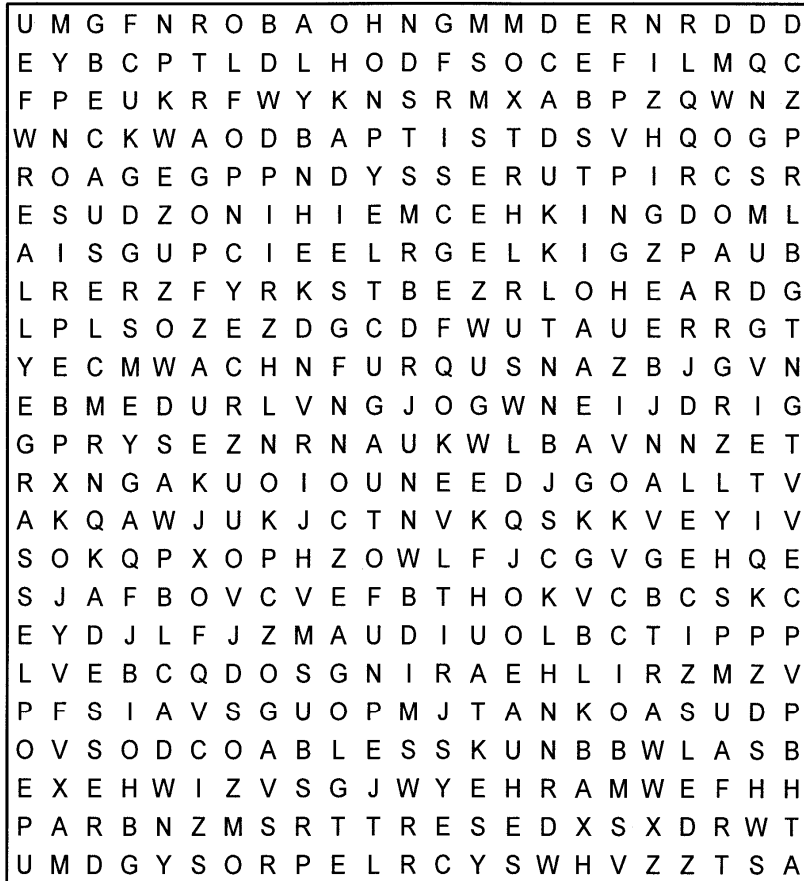 U M G F N R O B A O H N G M M D E R N R D D D
E Y B C P T L D L H O D F S O C E F I L M Q C
F P E U K R F W Y K N S R M X A B P Z Q W N Z
W N C K W A O D B A P T I S T D S V H Q O G P
R O A G E G P P N D Y S S E R U T P I R C S R
E S U D Z O N I H I E M C E H K I N G D O M L
A I S G U P C I E E L R G E L K I G Z P A U B
L R E R Z F Y R K S T B E Z R L O H E A R D G
L P L S O Z E Z D G C D F W U T A U E R R G T
Y E C M W A C H N F U R Q U S N A Z B J G V N
E B M E D U R L V N G J O G W N E I J D R I G
G P R Y S E Z N R N A U K W L B A V N N Z E T
R X N G A K U O I O U N E E D J G O A L L T V
A K Q A W J U K J C T N V K Q S K K V E Y I V
S O K Q P X O P H Z O W L F J C G V G E H Q E
S J A F B O V C V E F B T H O K V C B C S K C
E Y D J L F J Z M A U D I U O L B C T I P P P
L V E B C Q D O S G N I R A E H L I R Z M Z V
P F S I A V S G U O P M J T A N K O A S U D P
O V S O D C O A B L E S S K U N B B W L A S B
E X E H W I Z V S G J W Y E H R A M W E F H H
P A R B N Z M S R T T R E S E D X S X D R W T
U M D G Y S O R P E L R C Y S W H V Z Z T S A